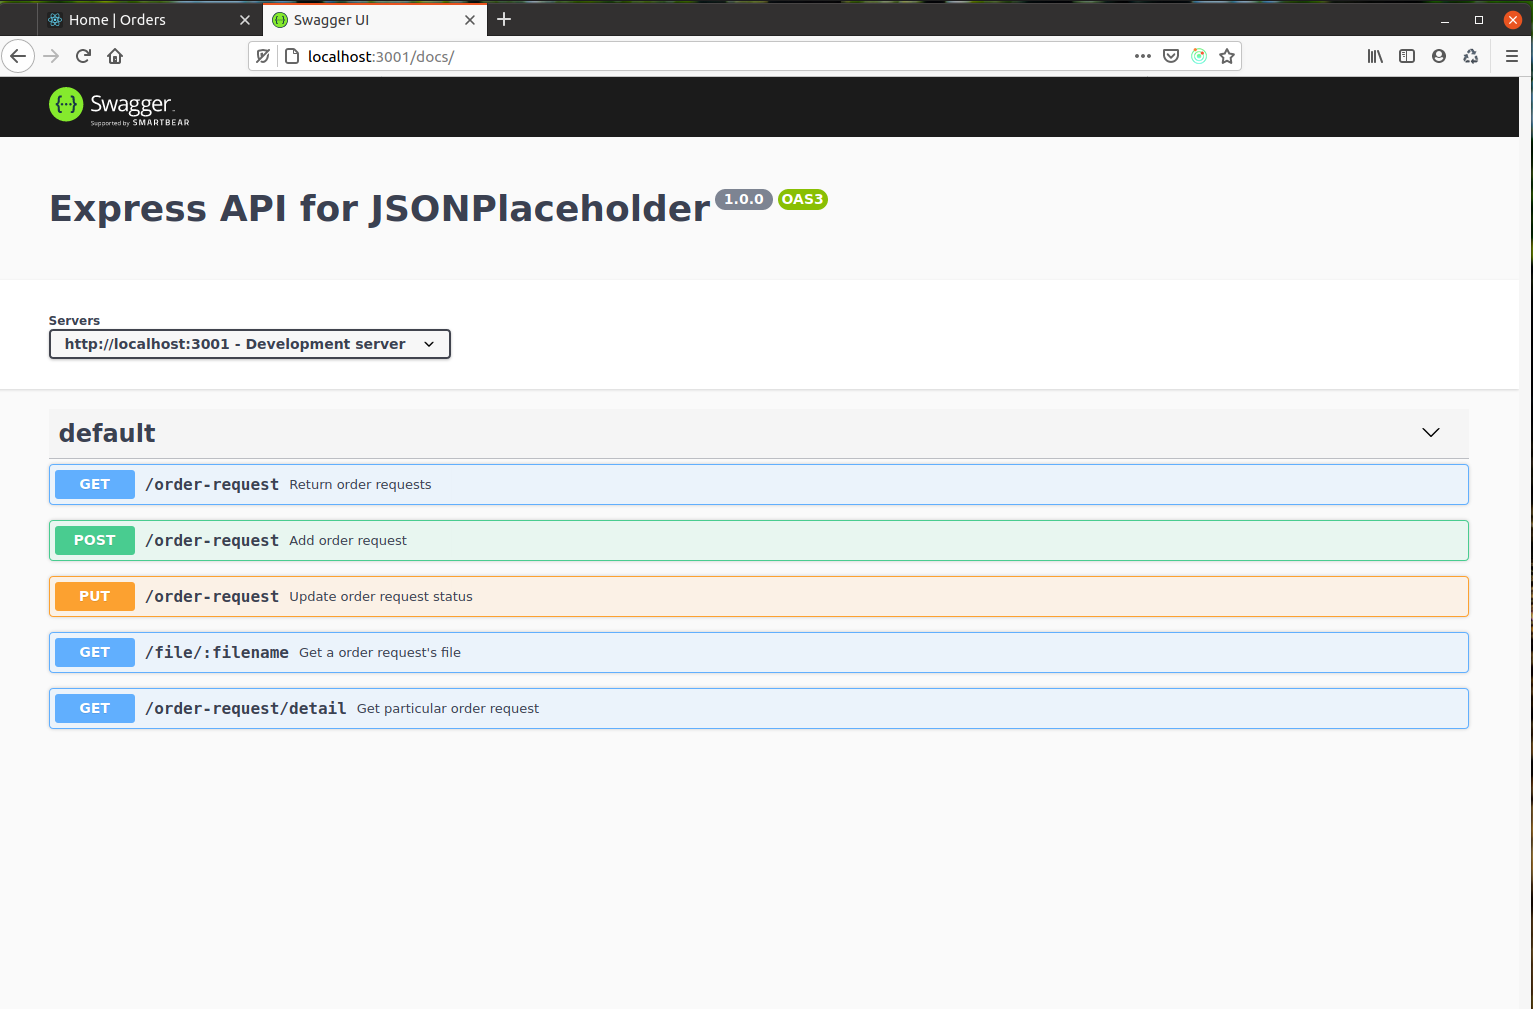 Home | Orders
Swagger UI
localhost:3001/docs/
Swagger.
Supported by SMARTBEAR
Express API for JSONPlaceholder 1.0.0 OAS3
Servers
http://localhost:3001 - Development server
default
GET /order-request Return order requests
POST /order-request Add order request
PUT /order-request Update order request status
GET /file/:filename Get a order request's file
GET /order-request/detail Get particular order request